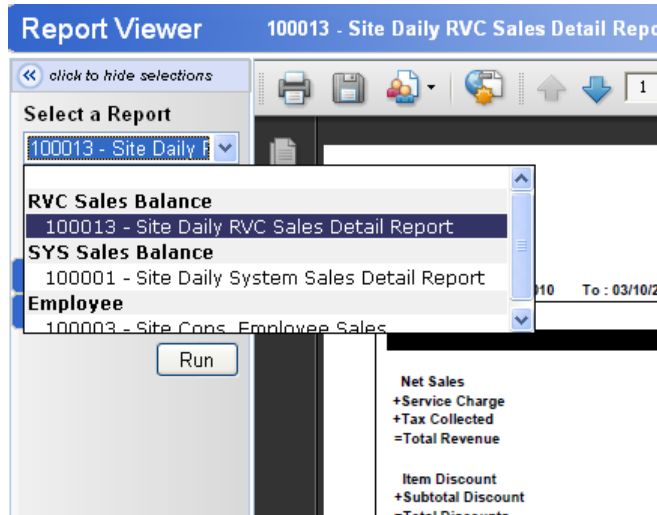 Report Viewer
100013 - Site Daily RVC Sales Detail Repo
click to hide selections
Select a Report
100013 - Site Daily
RVC Sales Balance
100013 - Site Daily RVC Sales Detail Report
SYS Sales Balance
100001 - Site Daily System Sales Detail Report
Employee
100003 - Site Cons. Employee Sales
Run
1
010 To : 03/10/2
Net Sales
+Service Charge
+Tax Collected
=Total Revenue
Item Discount
+Subtotal Discount
=Total Discounts